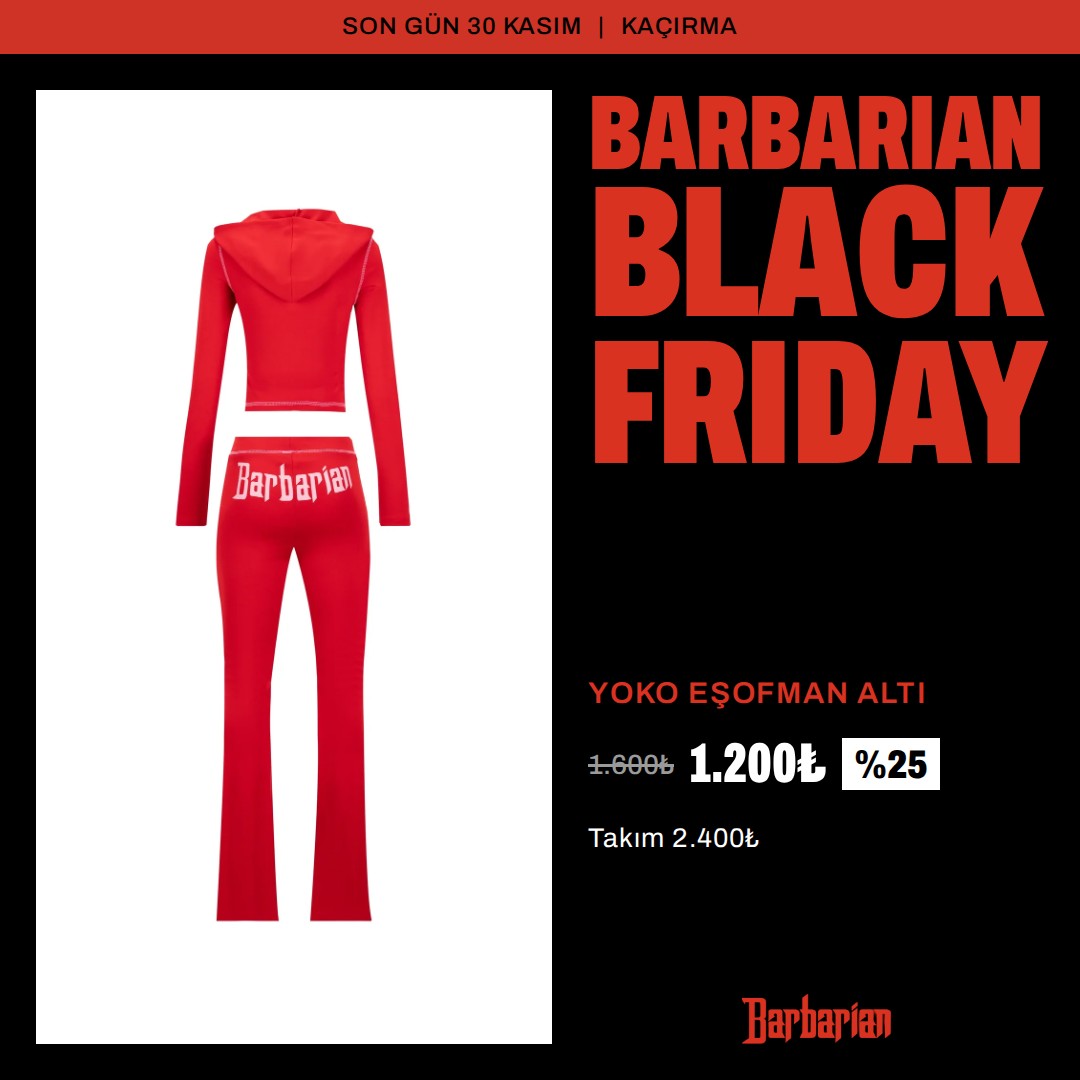 SON GÜN 30 KASIM | KAÇIRMA
BARBARIAN
BLACK
FRIDAY
Barbarian
YOKO EŞOFMAN ALTI
1.600₺ 1.200₺ %25
Takım 2.400₺
Barbarian